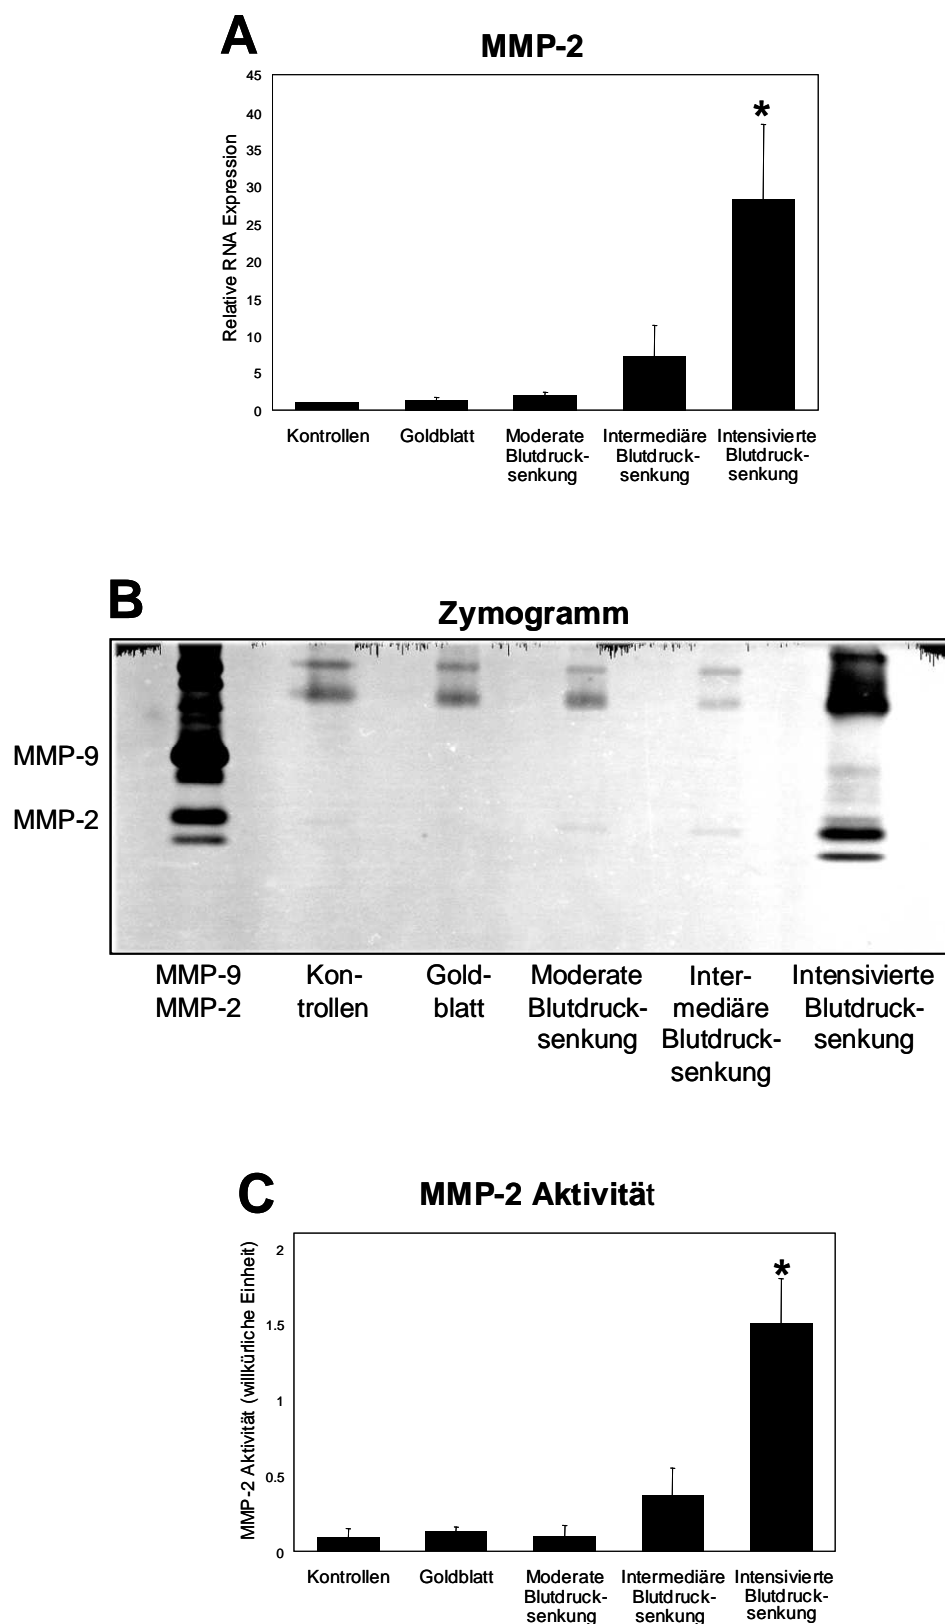 A
MMP-2
Relative RNA Expression
45
40
35
30
25
20
15
10
5
0
*
Kontrollen
Goldblatt
Moderate
Blutdruck-
senkung
Intermediäre
Blutdruck-
senkung
Intensivierte
Blutdruck-
senkung
B
Zymogramm
MMP-9
MMP-2
MMP-9
MMP-2
Kon-
trollen
Gold-
blatt
Moderate
Blutdruck-
senkung
Inter-
mediäre
Blutdruck-
senkung
Intensivierte
Blutdruck-
senkung
C
MMP-2 Aktivität
MMP-2 Aktivität (willkürliche Einheit)
2
1.5
1
0.5
0
*
Kontrollen
Goldblatt
Moderate
Blutdruck-
senkung
Intermediäre
Blutdruck-
senkung
Intensivierte
Blutdruck-
senkung